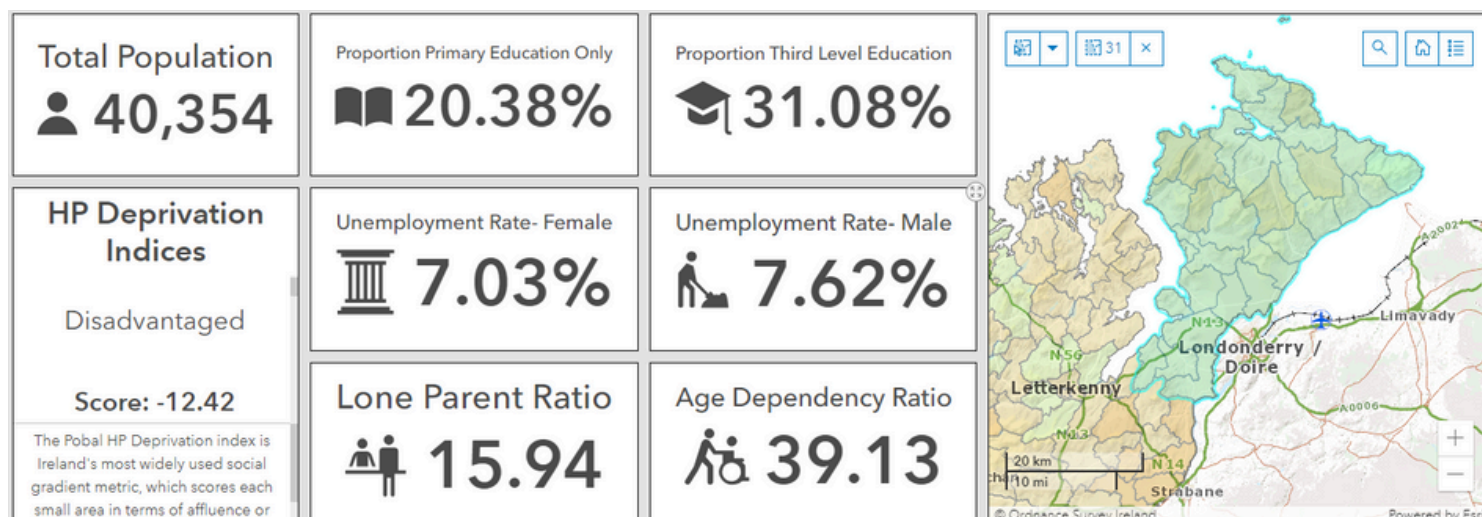 Total Population
40,354
Proportion Primary Education Only
20.38%
Proportion Third Level Education
31.08%
HP Deprivation
Indices
Disadvantaged
Score: -12.42
The Pobal HP Deprivation index is
Ireland's most widely used social
gradient metric, which scores each
small area in terms of affluence or
Unemployment Rate- Female
7.03%
Unemployment Rate- Male
7.62%
Lone Parent Ratio
15.94
Age Dependency Ratio
39.13
31
A2002
Limavady
N13
Londonderry /
Doire
N56
Letterkenny
A0006
N13
20 km
10 mi
N14
Strabane
© Ordnance Survey Ireland
Powered by Esri